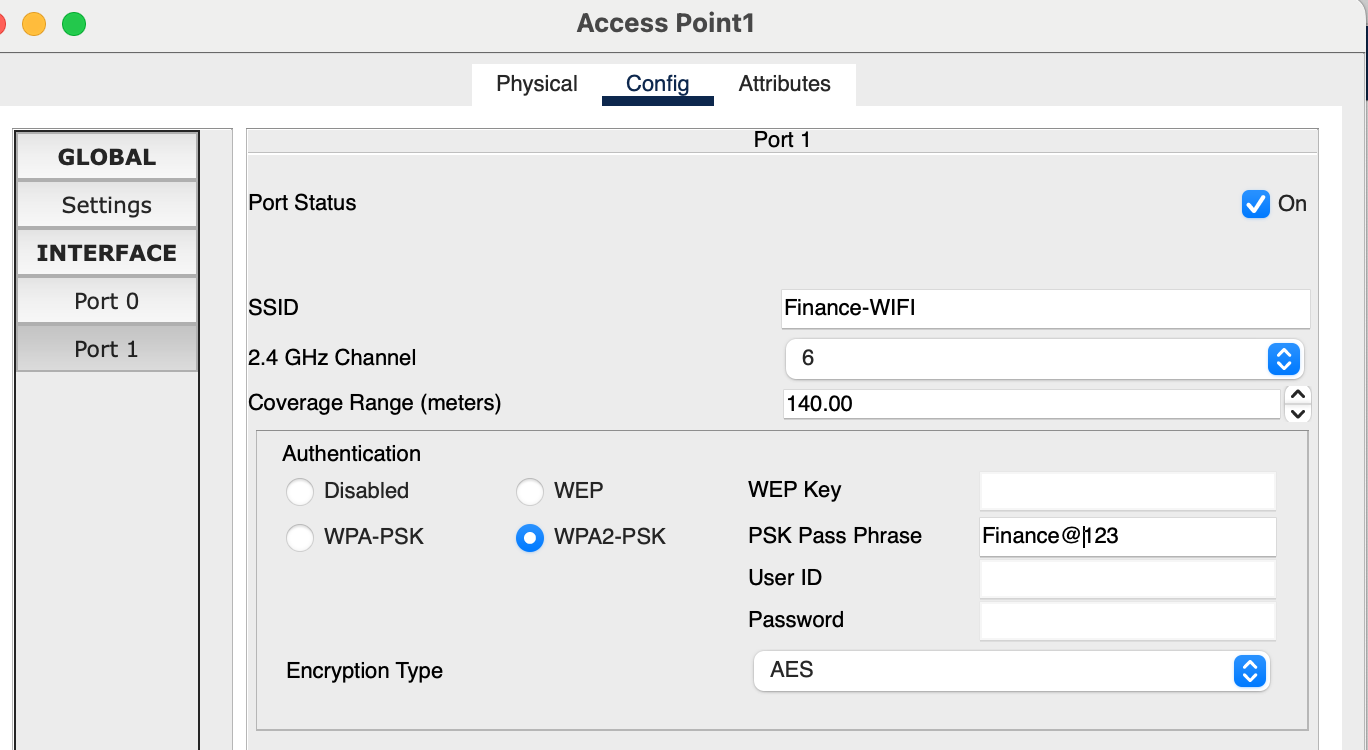 Access Point1
Physical Config Attributes
GLOBAL
Settings
INTERFACE
Port 0
Port 1
Port 1
Port Status On
SSID Finance-WIFI
2.4 GHz Channel 6
Coverage Range (meters) 140.00
Authentication
Disabled WEP WEP Key
WPA-PSK WPA2-PSK PSK Pass Phrase Finance@123
User ID
Password
Encryption Type AES